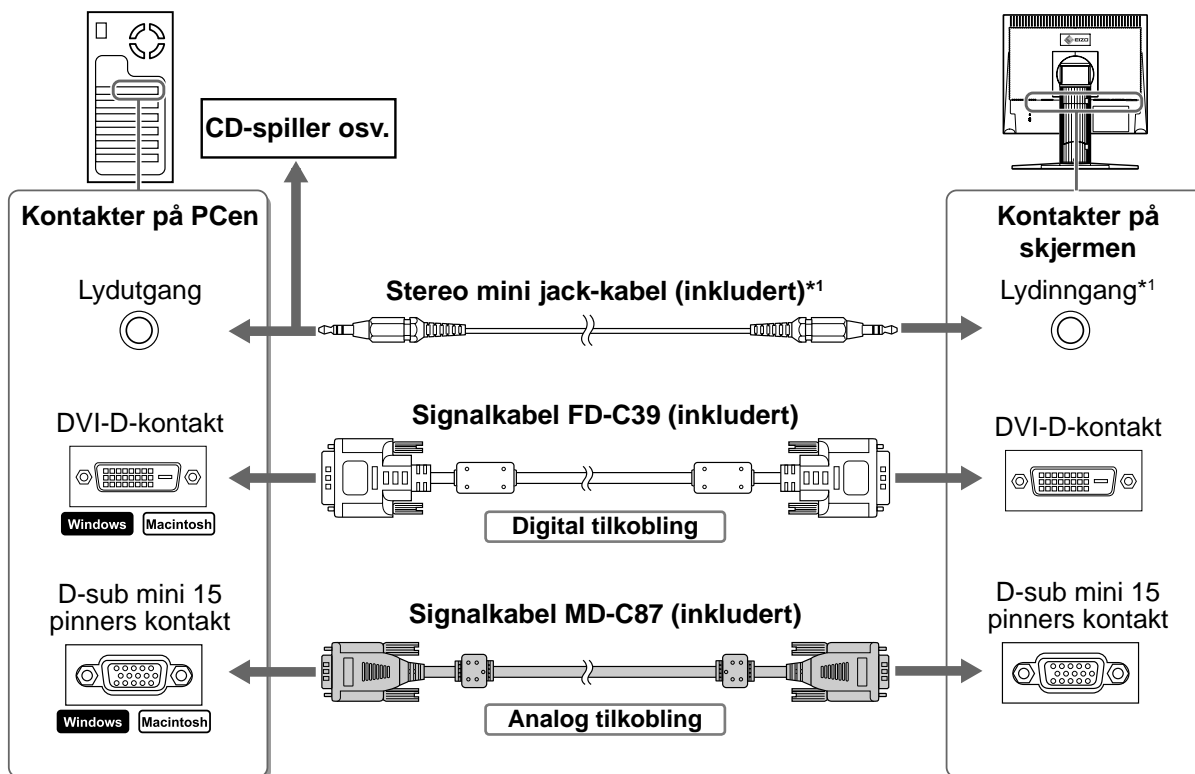 EIZO
CD-spiller osv.
Kontakter på PCen
Kontakter på
skjermen
Lydutgang
Stereo mini jack-kabel (inkludert)*1
Lydinngang*1
DVI-D-kontakt
Signalkabel FD-C39 (inkludert)
DVI-D-kontakt
Windows Macintosh
Digital tilkobling
D-sub mini 15
pinners kontakt
Signalkabel MD-C87 (inkludert)
D-sub mini 15
pinners kontakt
Windows Macintosh
Analog tilkobling